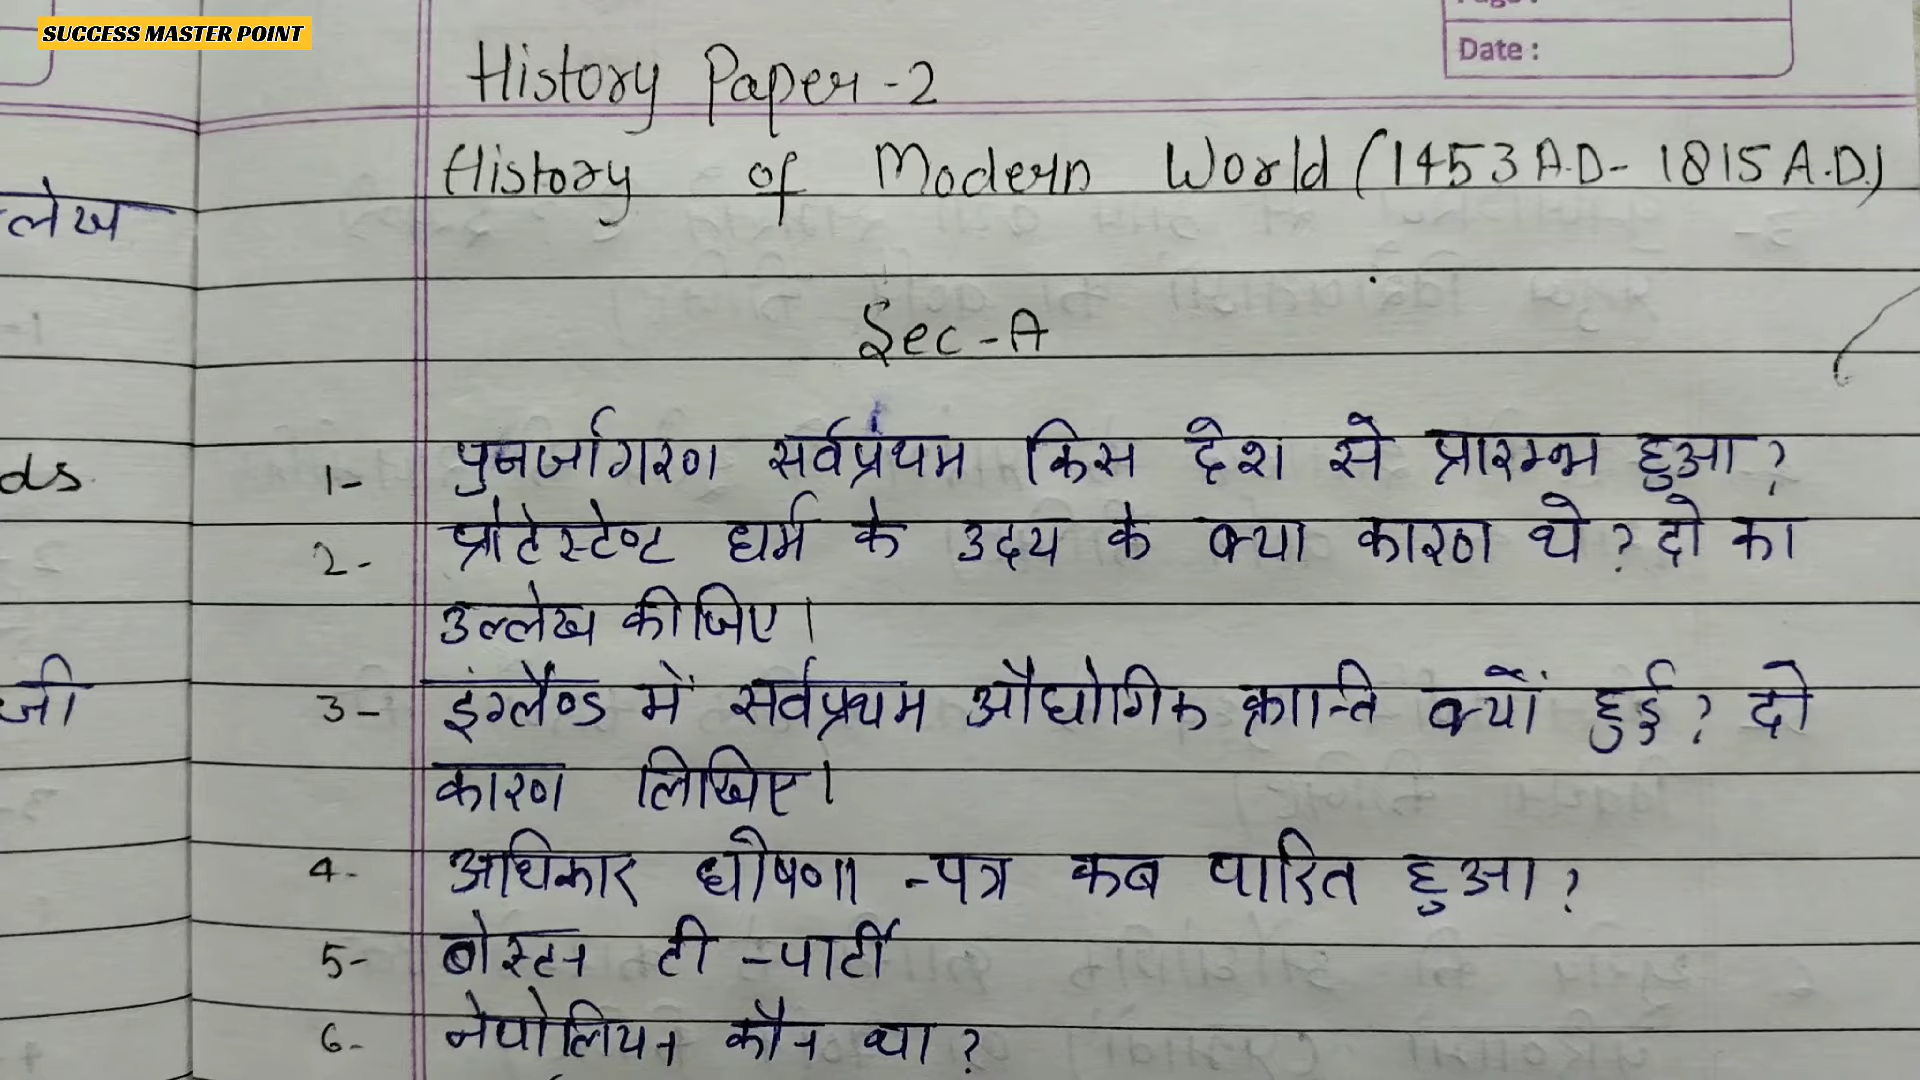 SUCCESS MASTER POINT
Date :
History Paper - 2
History of Modern World (1453 A.D - 1815 A.D.)
लेख
Sec - A
ds
1- पुनर्जागरण सर्वप्रथम किस देश से प्रारम्भ हुआ ?
2- प्रोटेस्टेण्ट धर्म के उदय के क्या कारण थे ? दो का
उल्लेख कीजिए।
जी
3- इंग्लैण्ड में सर्वप्रथम औधोगिक क्रान्ति क्यों हुई ? दो
कारण लिखिए।
4- अधिकार घोषणा -पत्र कब पारित हुआ ?
5- बोस्टन टी -पार्टी
6- नेपोलियन कौन था ?